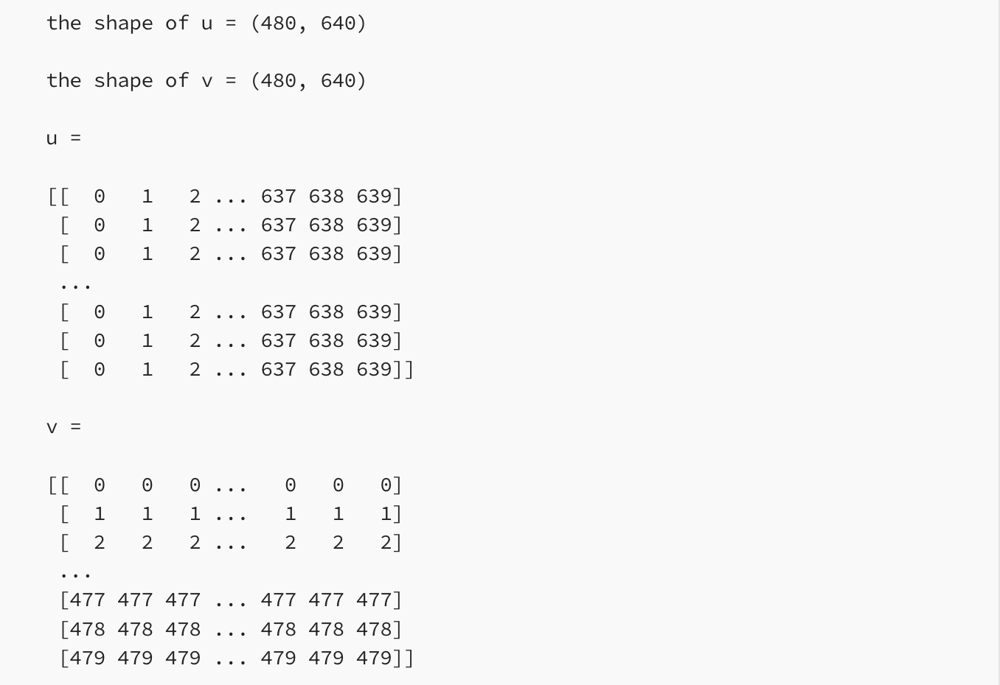 the shape of u = (480, 640)
the shape of v = (480, 640)
u =
[[  0   1   2 ... 637 638 639]
 [  0   1   2 ... 637 638 639]
 [  0   1   2 ... 637 638 639]
 ...
 [  0   1   2 ... 637 638 639]
 [  0   1   2 ... 637 638 639]
 [  0   1   2 ... 637 638 639]]
v =
[[  0   0   0 ...   0   0   0]
 [  1   1   1 ...   1   1   1]
 [  2   2   2 ...   2   2   2]
 ...
 [477 477 477 ... 477 477 477]
 [478 478 478 ... 478 478 478]
 [479 479 479 ... 479 479 479]]